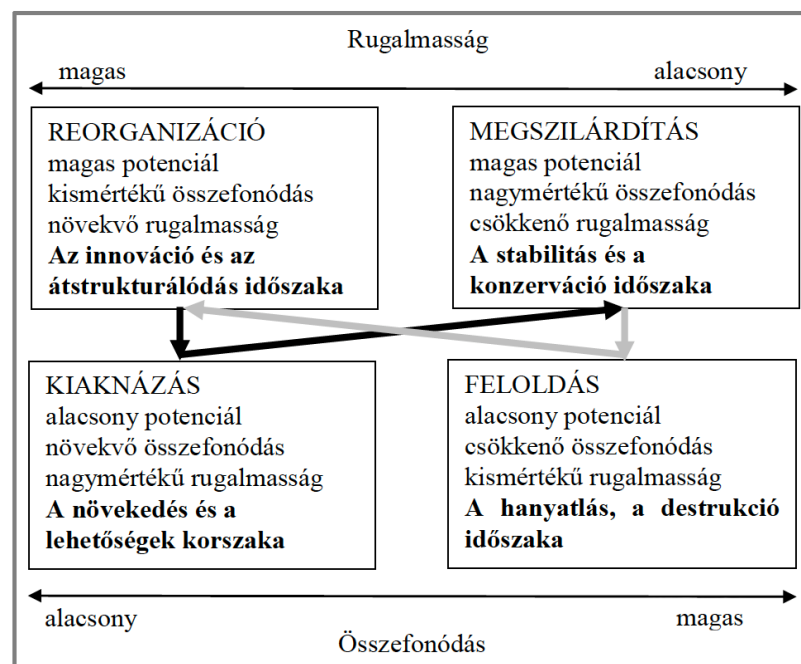 Rugalmasság
magas
alacsony
REORGANIZÁCIÓ
magas potenciál
kismértékű összefonódás
növekvő rugalmasság
Az innováció és az
átstrukturálódás időszaka
MEGSZILÁRDÍTÁS
magas potenciál
nagymértékű összefonódás
csökkenő rugalmasság
A stabilitás és a
konzerváció időszaka
KIAKNÁZÁS
alacsony potenciál
növekvő összefonódás
nagymértékű rugalmasság
A növekedés és a
lehetőségek korszaka
FELOLDÁS
alacsony potenciál
csökkenő összefonódás
kismértékű rugalmasság
A hanyatlás, a destrukció
időszaka
alacsony
magas
Összefonódás